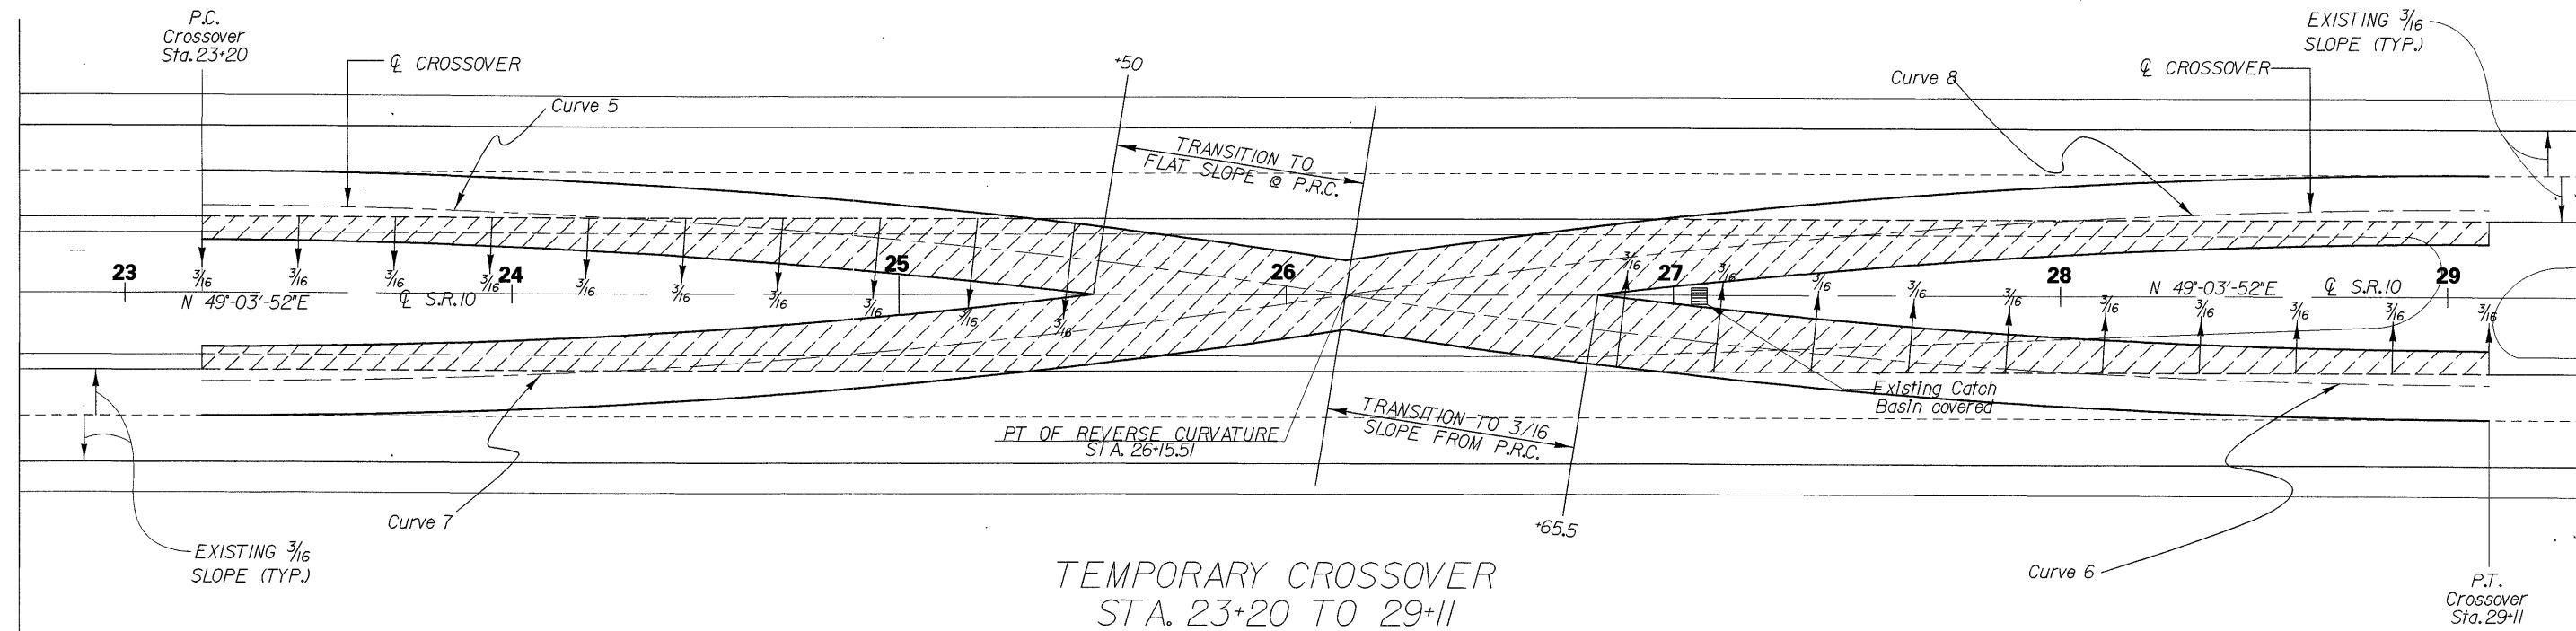 P.C.
Crossover
Sta. 23+20
℄ CROSSOVER
Curve 5
+50
TRANSITION TO
FLAT SLOPE @ P.R.C.
Curve 8
℄ CROSSOVER
EXISTING 3/16
SLOPE (TYP.)
23
24
25
26
27
28
29
3/16
3/16
3/16
3/16
3/16
3/16
3/16
3/16
3/16
3/16
N 49°-03'-52"E
℄ S.R.10
3/16
3/16
3/16
3/16
3/16
3/16
3/16
3/16
3/16
3/16
N 49°-03'-52"E
℄ S.R.10
Existing Catch
Basin covered
PT OF REVERSE CURVATURE
STA. 26+15.51
TRANSITION TO 3/16
SLOPE FROM P.R.C.
Curve 7
+65.5
EXISTING 3/16
SLOPE (TYP.)
Curve 6
P.T.
Crossover
Sta. 29+11
TEMPORARY CROSSOVER
STA. 23+20 TO 29+11